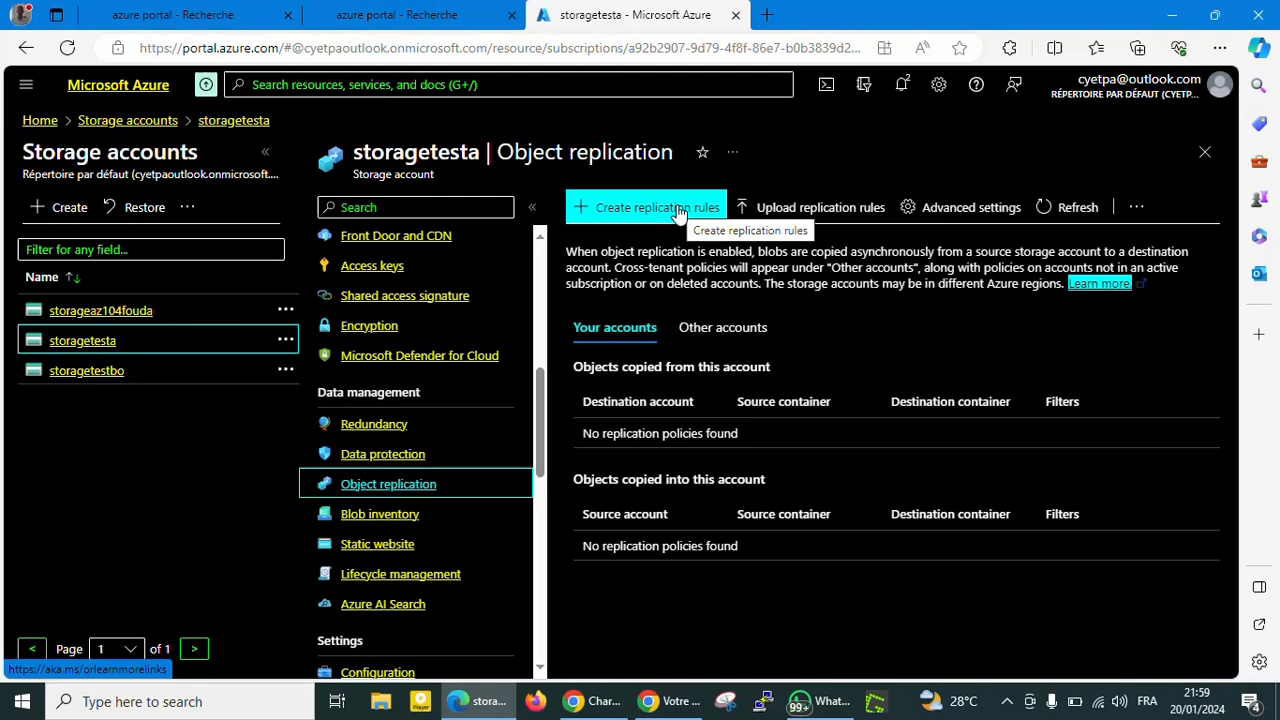 azure portal - Recherche
azure portal - Recherche
storagetesta - Microsoft Azure
https://portal.azure.com/#@cyetpaoutlook.onmicrosoft.com/resource/subscriptions/a92b2907-9d79-4f8f-86e7-b0b3839d2...
Microsoft Azure
Search resources, services, and docs (G+/)
2
cyetpa@outlook.com
RÉPERTOIRE PAR DÉFAUT (CYETP...
Home > Storage accounts > storagetesta
Storage accounts
Répertoire par défaut (cyetpaoutlook.onmicrosoft....
Create
Restore
Filter for any field...
Name
storageaz104fouda
storagetesta
storagetestbo
< Page 1 of 1 >
https://aka.ms/orlearnmorelinks
storagetesta | Object replication
Storage account
Search
Front Door and CDN
Access keys
Shared access signature
Encryption
Microsoft Defender for Cloud
Data management
Redundancy
Data protection
Object replication
Blob inventory
Static website
Lifecycle management
Azure AI Search
Settings
Configuration
Create replication rules
Upload replication rules
Advanced settings
Refresh
Create replication rules
When object replication is enabled, blobs are copied asynchronously from a source storage account to a destination
account. Cross-tenant policies will appear under "Other accounts", along with policies on accounts not in an active
subscription or on deleted accounts. The storage accounts may be in different Azure regions. Learn more.
Your accounts
Other accounts
Objects copied from this account
Destination account Source container Destination container Filters
No replication policies found
Objects copied into this account
Source account Source container Destination container Filters
No replication policies found
Type here to search
stora...
Char...
Votre ...
99+
What...
28°C
FRA
21:59
20/01/2024
4